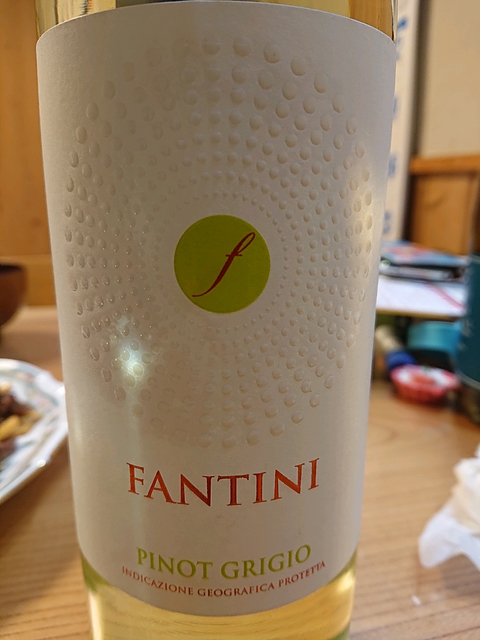 f
FANTINI
PINOT GRIGIO
INDICAZIONE GEOGRAFICA PROTETTA